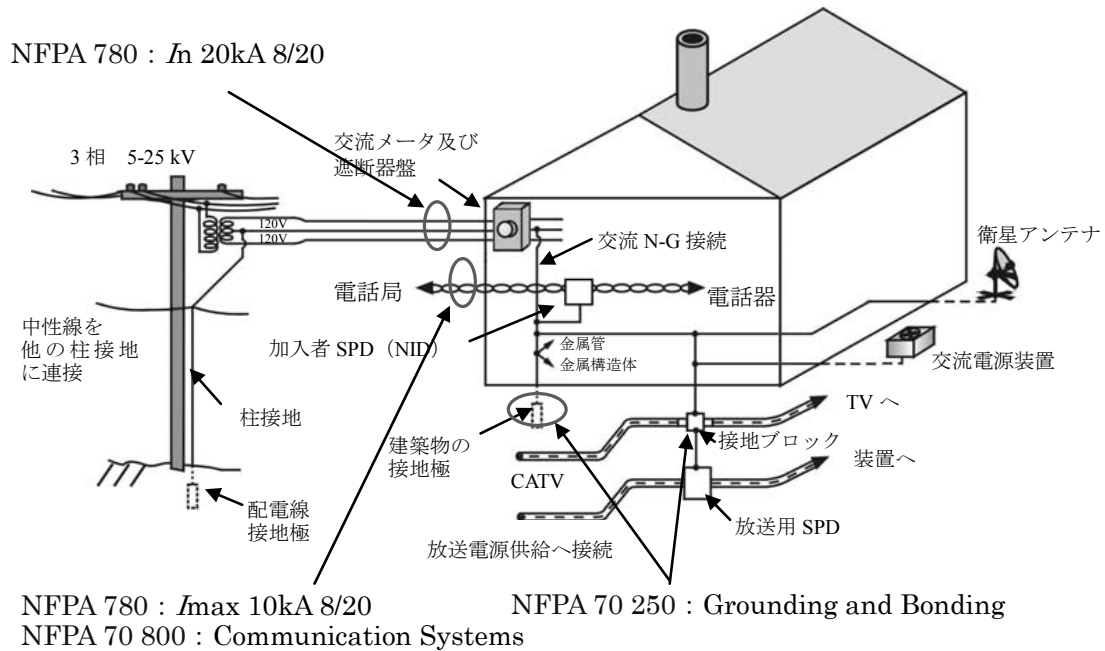 NFPA 780：In 20kA 8/20
3 相 5-25 kV
交流メータ及び
遮断器盤
120V
120V
交流 N-G 接続
衛星アンテナ
電話局
電話器
中性線を
他の柱接地
に連接
加入者 SPD（NID）
金属管
金属構造体
交流電源装置
柱接地
TV へ
建築物の
接地極
接地ブロック
装置へ
CATV
配電線
接地極
放送用 SPD
放送電源供給へ接続
NFPA 780：Imax 10kA 8/20
NFPA 70 800：Communication Systems
NFPA 70 250：Grounding and Bonding